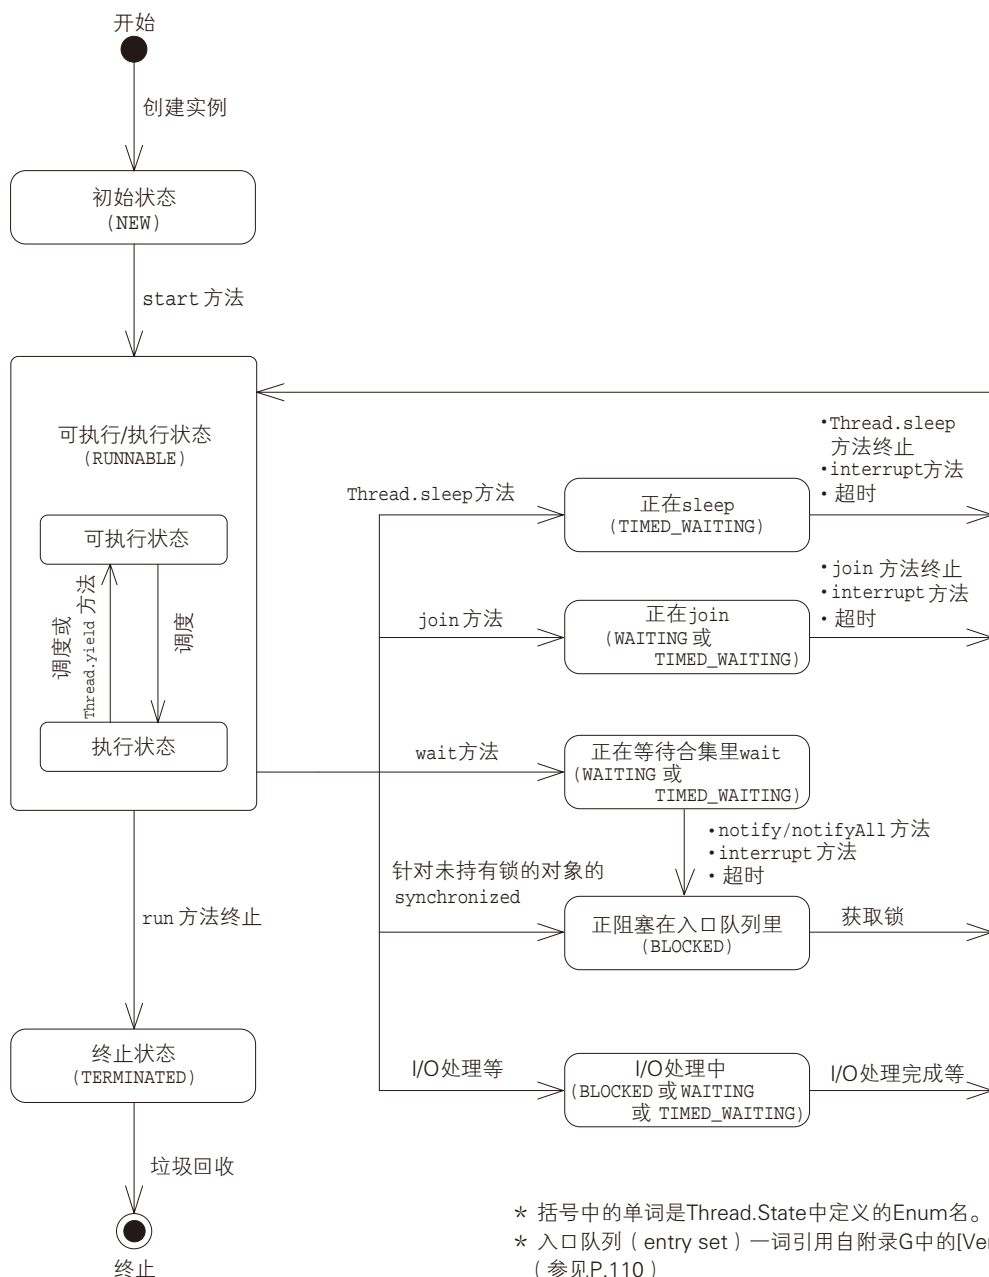 开始
创建实例
初始状态
(NEW)
start 方法
可执行/执行状态
(RUNNABLE)
可执行状态
调度或
Thread.yield 方法
调度
执行状态
run 方法终止
终止状态
(TERMINATED)
垃圾回收
终止
Thread.sleep方法
正在sleep
(TIMED_WAITING)
•Thread.sleep
方法终止
•interrupt方法
•超时
join 方法
正在join
(WAITING 或
TIMED_WAITING)
•join 方法终止
•interrupt 方法
•超时
wait方法
正在等待合集里wait
(WAITING 或
TIMED_WAITING)
•notify/notifyAll 方法
•interrupt 方法
•超时
针对未持有锁的对象的
synchronized
正阻塞在入口队列里
(BLOCKED)
获取锁
I/O处理等
I/O处理中
(BLOCKED 或 WAITING
或 TIMED_WAITING)
I/O处理完成等
* 括号中的单词是Thread.State中定义的Enum名。
* 入口队列（entry set）一词引用自附录G中的[Ven
（参见P.110）